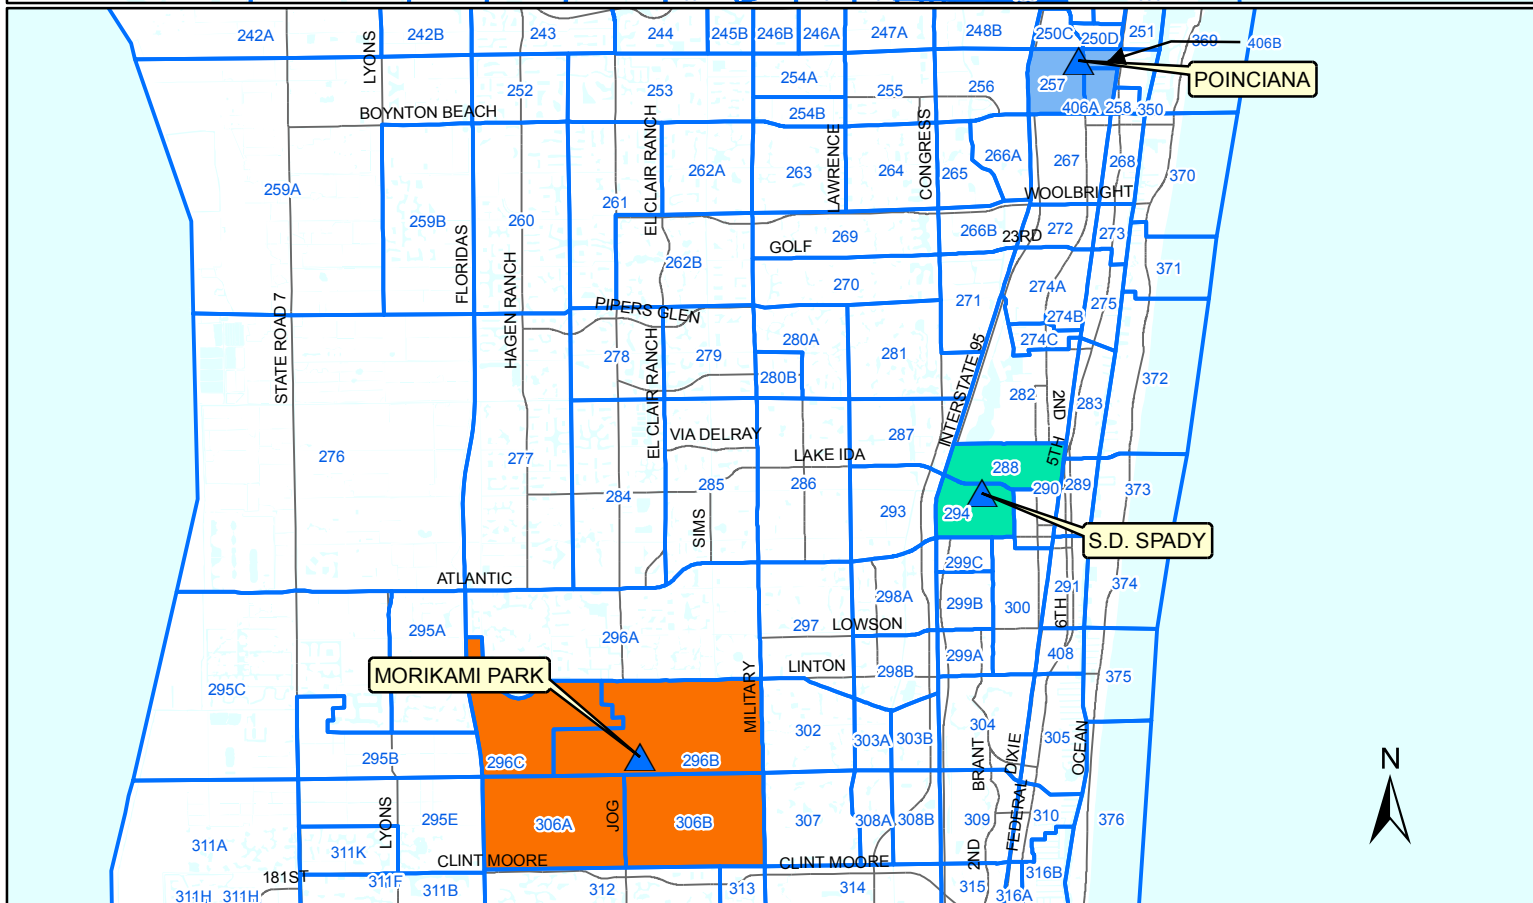 242A
LYONS
242B
243
244
245B
246B
246A
247A
248B
250C
250D
251
369
406B
POINCIANA
252
253
254A
255
256
257
BOYNTON BEACH
254B
406A
258
350
259A
259B
260
261
EL CLAIR RANCH
262A
263
LAWRENCE
264
CONGRESS
265
266A
267
268
370
WOOLBRIGHT
FLORIDAS
HAGEN RANCH
262B
GOLF
269
266B
23RD
272
273
270
271
274A
371
275
STATE ROAD 7
PIPERS GLEN
274B
274C
278
EL CLAIR RANCH
279
280A
280B
281
INTERSTATE 95
282
2ND
283
372
276
277
VIA DELRAY
287
LAKE IDA
5TH
288
284
285
286
290
289
373
SIMS
293
294
S.D. SPADY
ATLANTIC
299C
298A
291
374
295A
296A
297
LOWSON
299B
300
6TH
MORIKAMI PARK
LINTON
298B
299A
408
375
295C
MILITARY
302
303A
303B
304
305
OCEAN
295B
296C
296B
BRANT
DIXIE
N
LYONS
295E
306A
JOG
306B
307
308A
308B
309
FEDERAL
310
376
311A
311K
CLINT MOORE
CLINT MOORE
2ND
181ST
311F
311H
311H
311B
312
313
314
315
316A
316B